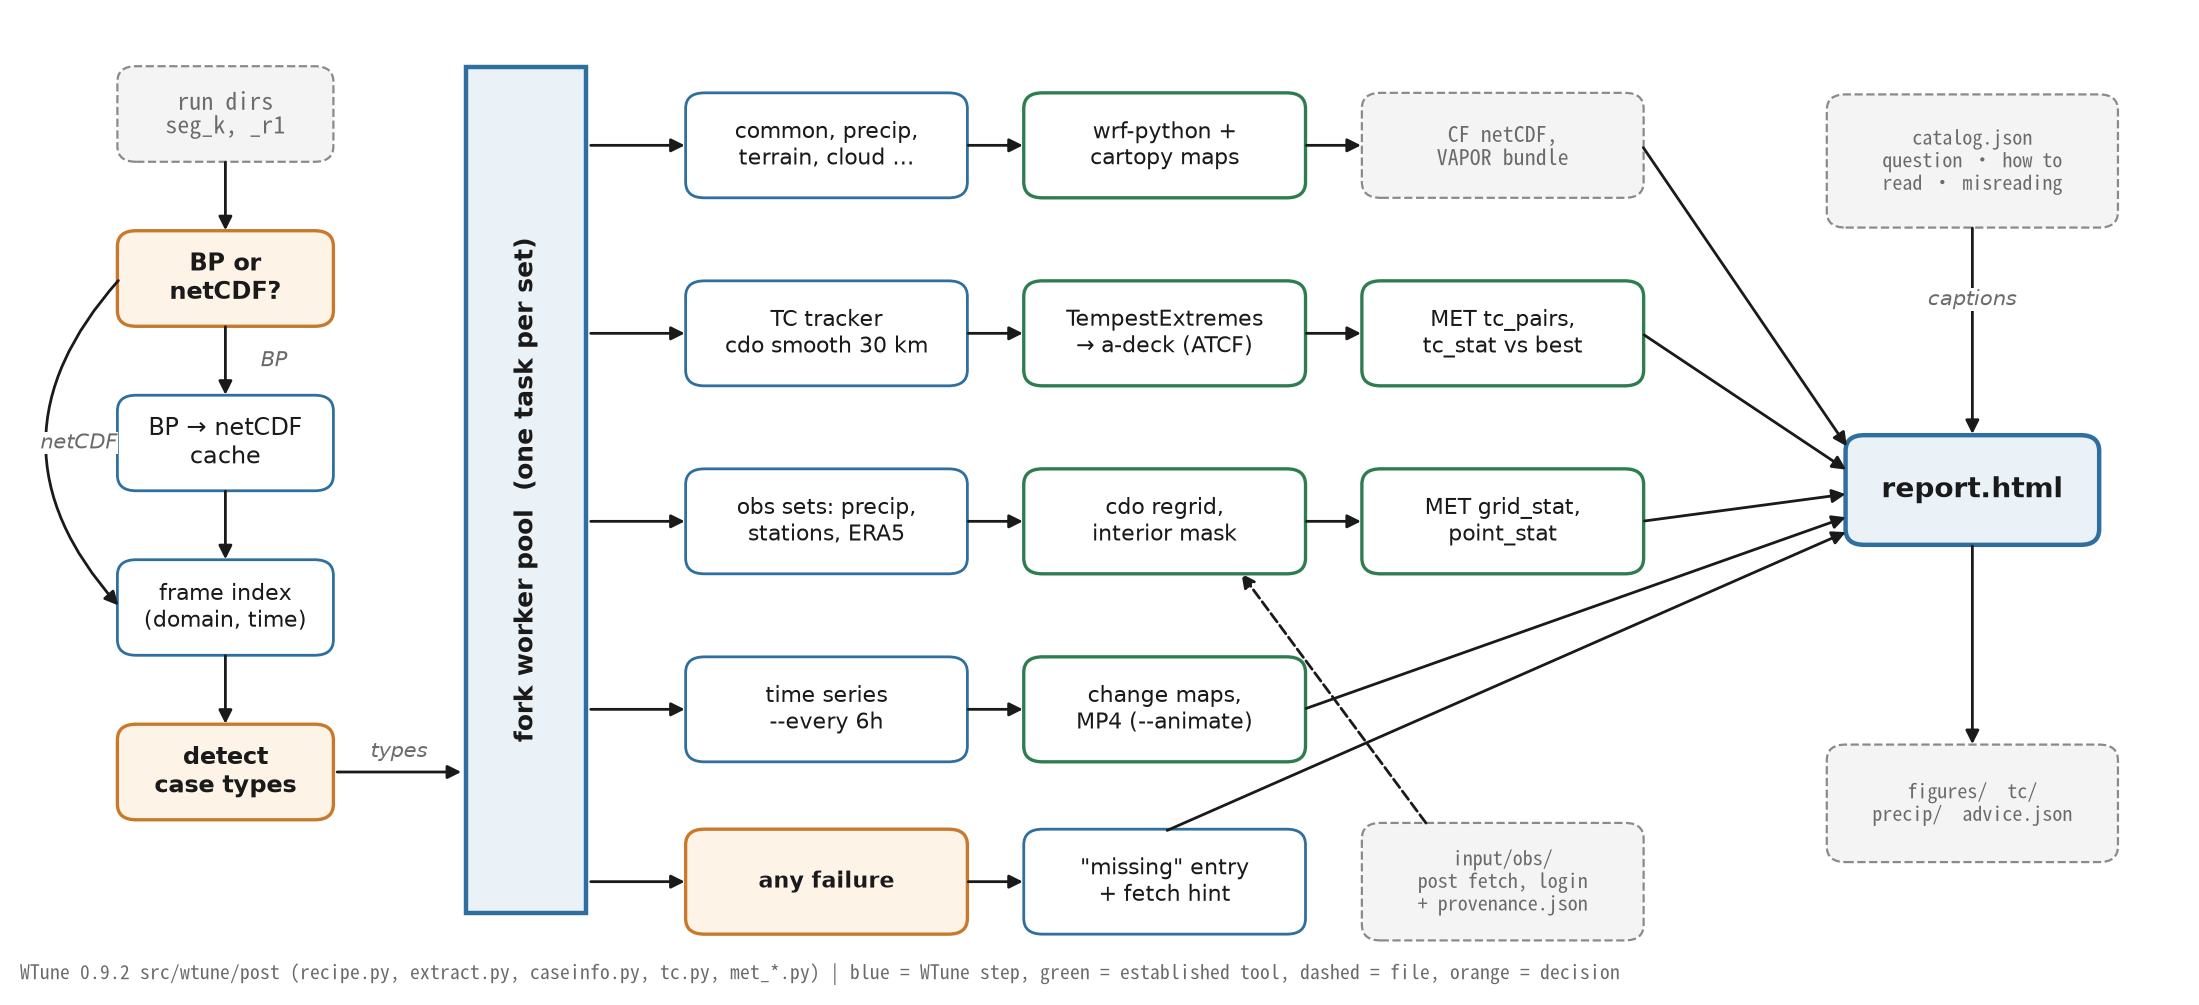 run dirs
seg_k, _r1
BP or
netCDF?
BP
netCDF
BP → netCDF
cache
frame index
(domain, time)
detect
case types
types
fork worker pool  (one task per set)
common, precip,
terrain, cloud ...
wrf-python +
cartopy maps
CF netCDF,
VAPOR bundle
TC tracker
cdo smooth 30 km
TempestExtremes
→ a-deck (ATCF)
MET tc_pairs,
tc_stat vs best
obs sets: precip,
stations, ERA5
cdo regrid,
interior mask
MET grid_stat,
point_stat
time series
--every 6h
change maps,
MP4 (--animate)
any failure
"missing" entry
+ fetch hint
input/obs/
post fetch, login
+ provenance.json
catalog.json
question • how to
read • misreading
captions
report.html
figures/  tc/
precip/  advice.json
WTune 0.9.2 src/wtune/post (recipe.py, extract.py, caseinfo.py, tc.py, met_*.py) | blue = WTune step, green = established tool, dashed = file, orange = decision